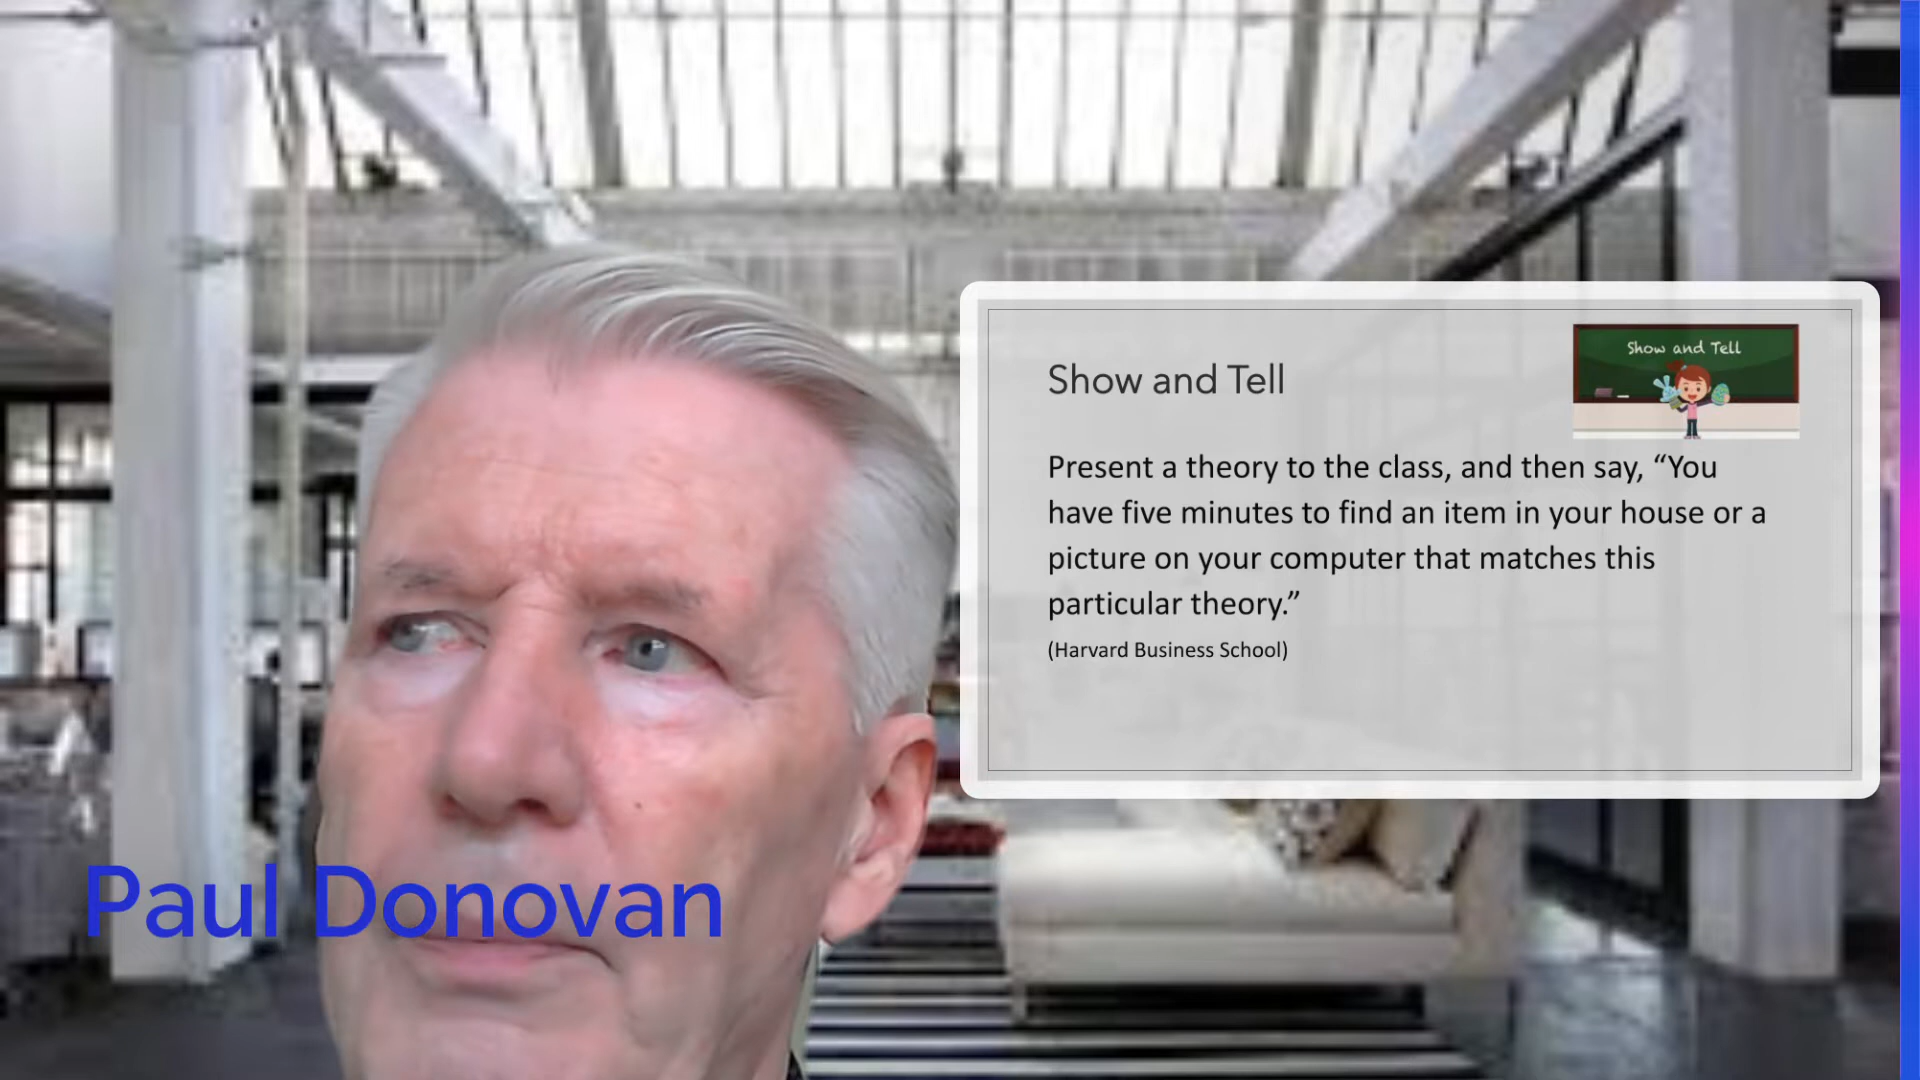 Show and Tell
Show and Tell
Present a theory to the class, and then say, “You
have five minutes to find an item in your house or a
picture on your computer that matches this
particular theory.”
(Harvard Business School)
Paul Donovan